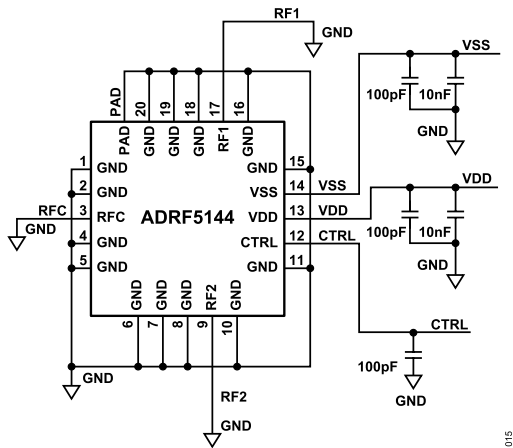 RF1
GND
VSS
100pF
10nF
GND
PAD
20
19
18
17
16
PAD
GND
GND
GND
RF1
GND
1
GND
GND
15
2
GND
VSS
14
VSS
VDD
RFC
3
RFC
ADRF5144
VDD
13
VDD
GND
4
GND
CTRL
12
CTRL
100pF
10nF
5
GND
GND
11
GND
GND
GND
GND
RF2
GND
6
7
8
9
10
CTRL
100pF
GND
RF2
GND
GND
015